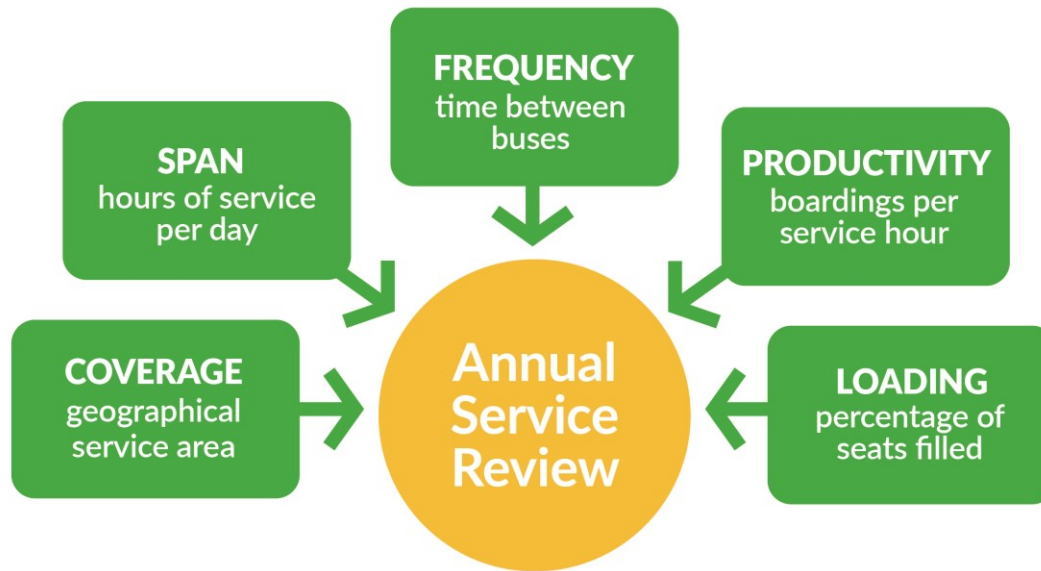 FREQUENCY
time between
buses
SPAN
hours of service
per day
PRODUCTIVITY
boardings per
service hour
COVERAGE
geographical
service area
Annual
Service
Review
LOADING
percentage of
seats filled